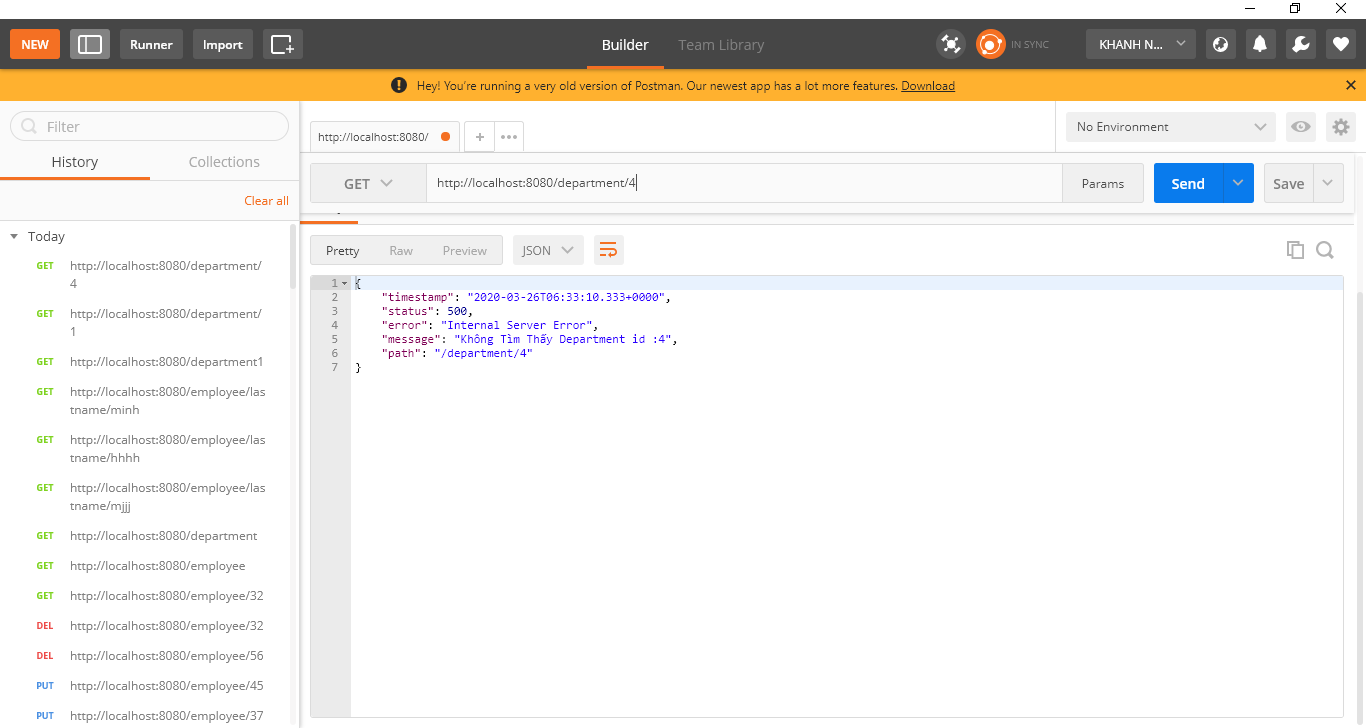 NEW
Runner
Import
Builder
Team Library
IN SYNC
KHANH N...
Hey! You're running a very old version of Postman. Our newest app has a lot more features. Download
Filter
History
Collections
Clear all
Today
GET http://localhost:8080/department/
4
GET http://localhost:8080/department/
1
GET http://localhost:8080/department1
GET http://localhost:8080/employee/las
tname/minh
GET http://localhost:8080/employee/las
tname/hhhh
GET http://localhost:8080/employee/las
tname/mjjj
GET http://localhost:8080/department
GET http://localhost:8080/employee
GET http://localhost:8080/employee/32
DEL http://localhost:8080/employee/32
DEL http://localhost:8080/employee/56
PUT http://localhost:8080/employee/45
PUT http://localhost:8080/employee/37
http://localhost:8080/
No Environment
GET
http://localhost:8080/department/4
Params
Send
Save
Pretty
Raw
Preview
JSON
1 {
2 "timestamp": "2020-03-26T06:33:10.333+0000",
3 "status": 500,
4 "error": "Internal Server Error",
5 "message": "Không Tìm Thấy Department id :4",
6 "path": "/department/4"
7 }